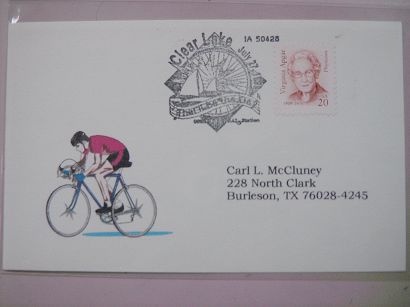 Clear Lake
IA 50428
July 27
Virginia Apgar
Physician
20
Station
Carl L. McCluney
228 North Clark
Burleson, TX 76028-4245